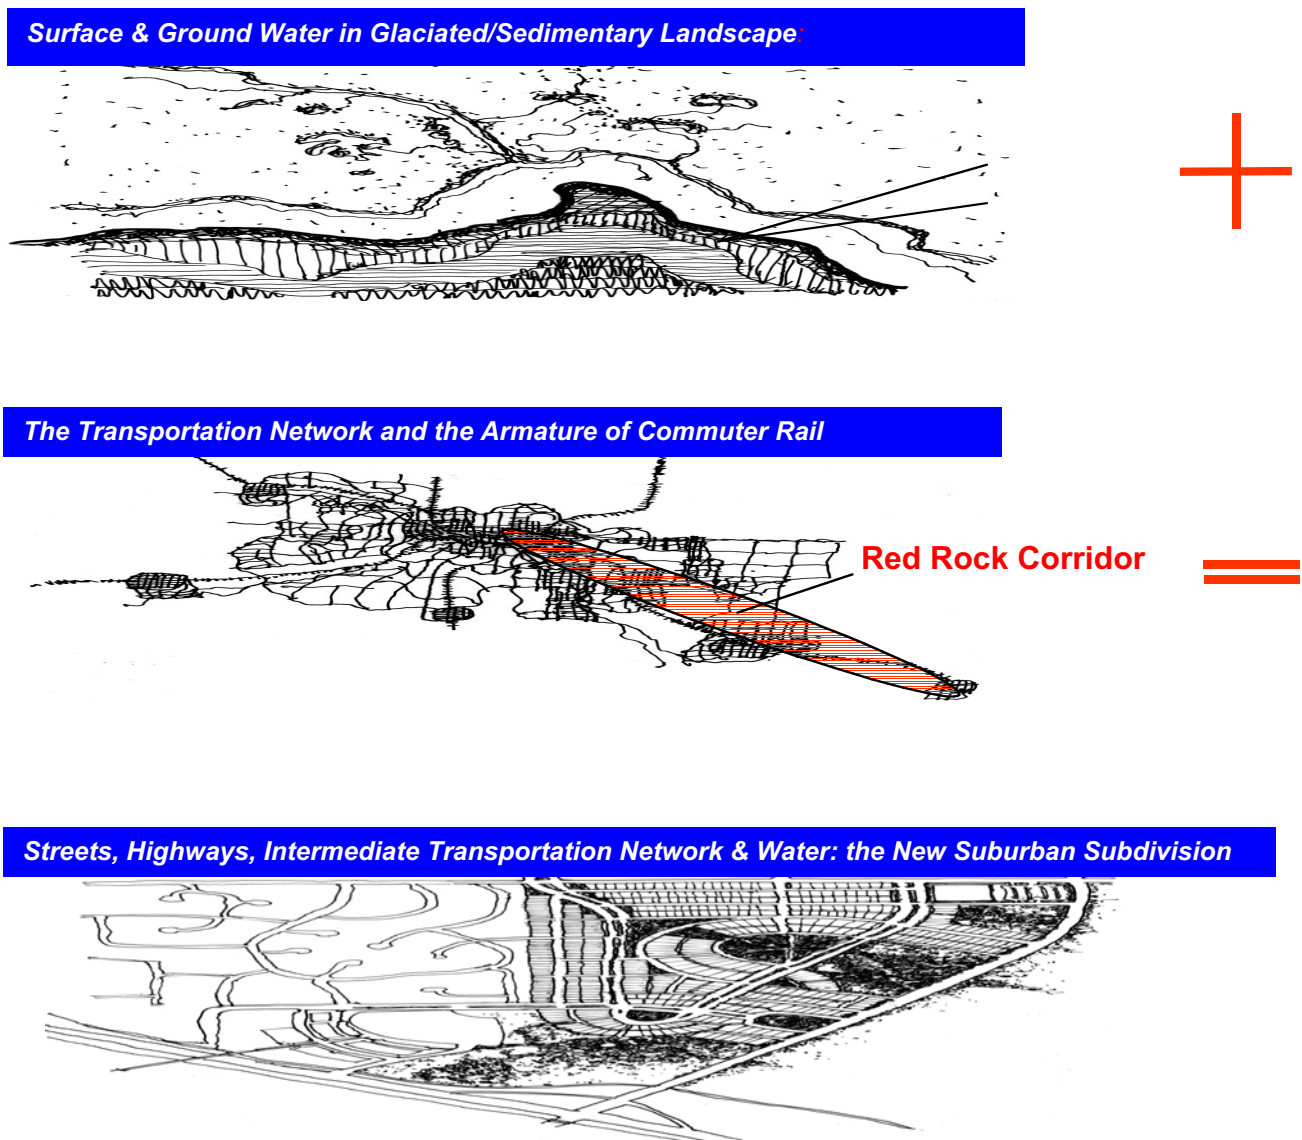 Surface & Ground Water in Glaciated/Sedimentary Landscape:
The Transportation Network and the Armature of Commuter Rail
Red Rock Corridor
Streets, Highways, Intermediate Transportation Network & Water: the New Suburban Subdivision